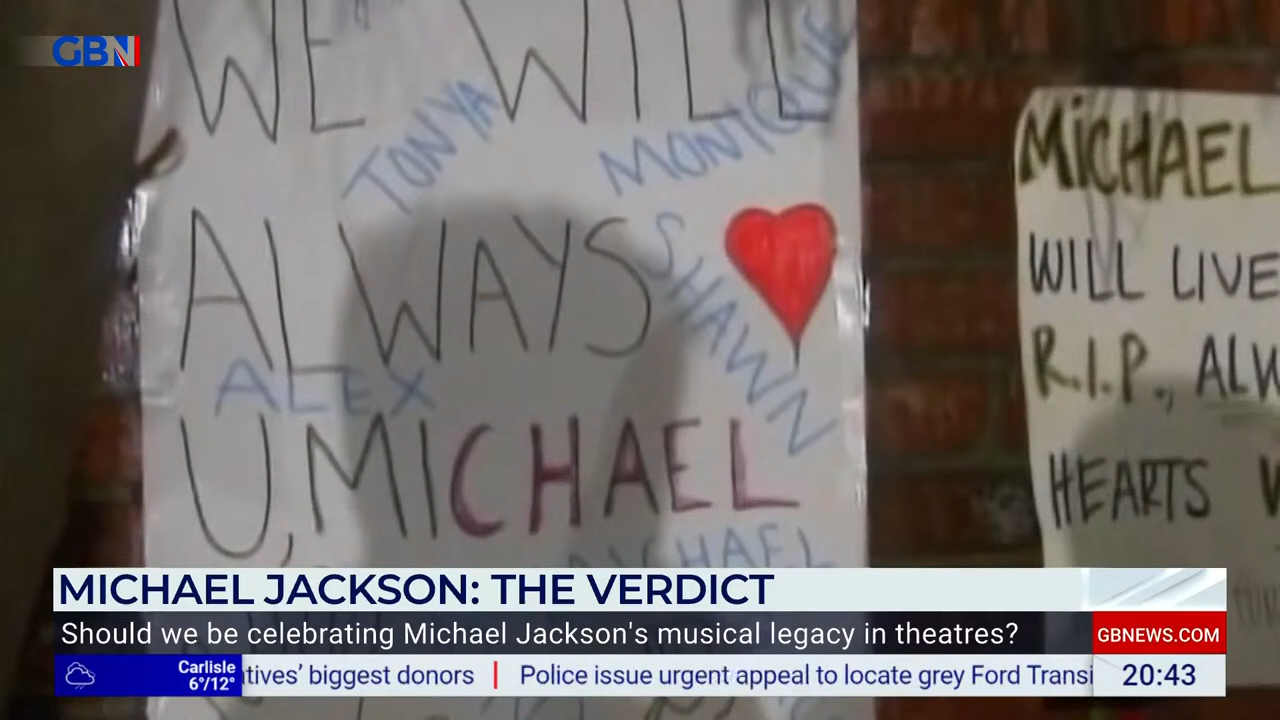 GBN
WE WILL
TONYA
MONIQUE
ALWAYS
SHAWN
ALEX
U, MICHAEL
MICHAEL
MICHAEL
WILL LIVE
R.I.P., ALW
HEARTS
MICHAEL JACKSON: THE VERDICT
Should we be celebrating Michael Jackson's musical legacy in theatres?
GBNEWS.COM
Carlisle
6°/12°
tives' biggest donors | Police issue urgent appeal to locate grey Ford Transi
20:43